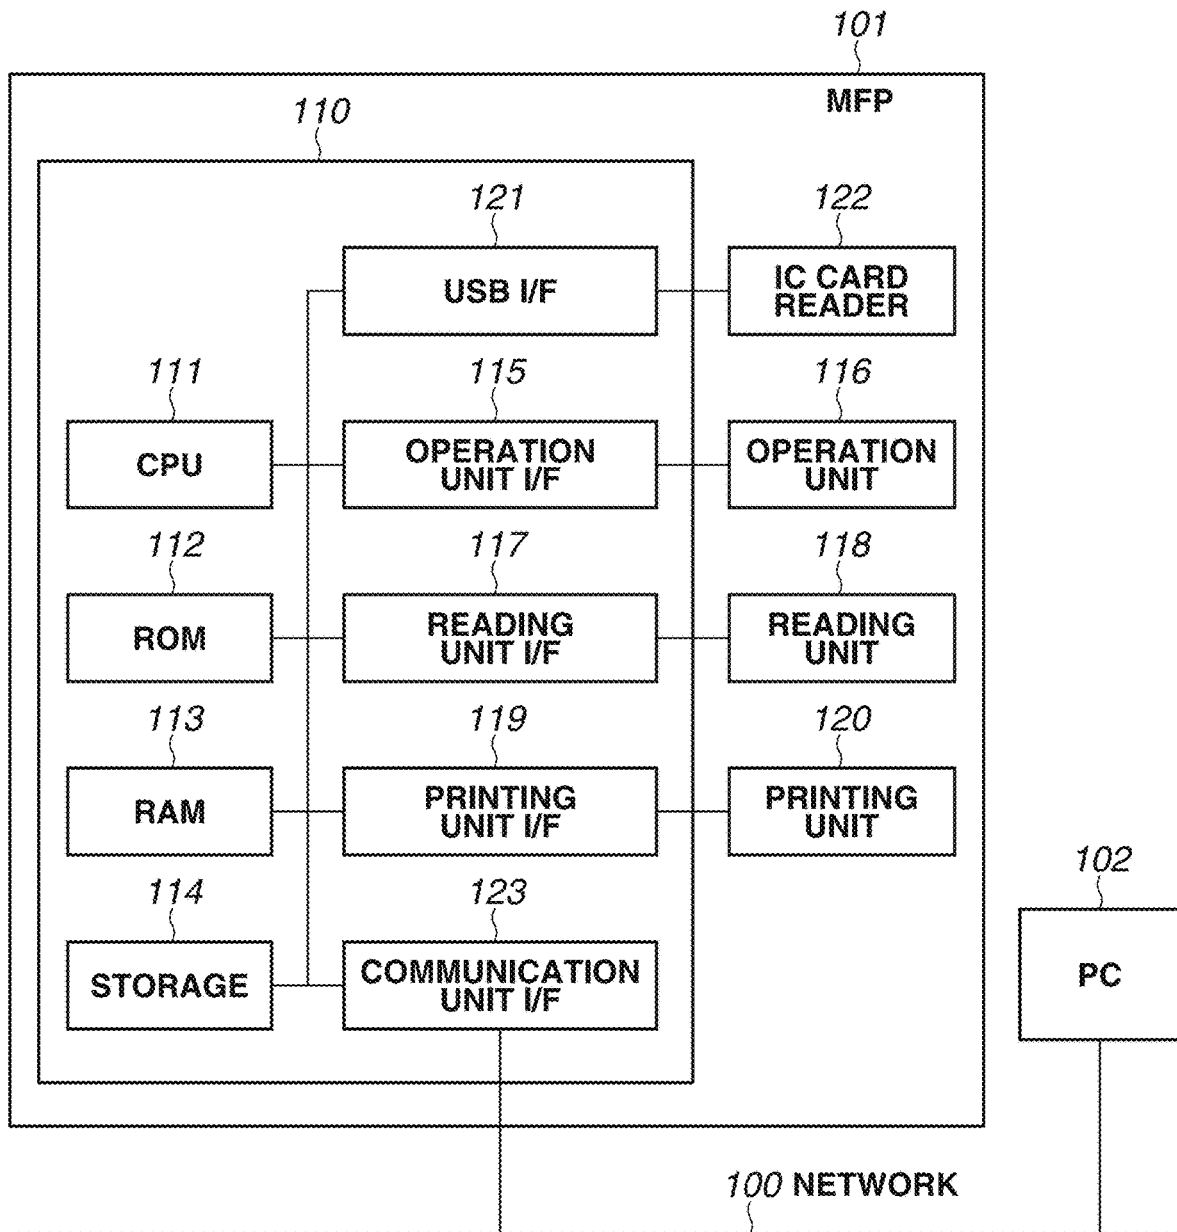 101
MFP
110
121
122
USB I/F
IC CARD
READER
111
115
116
CPU
OPERATION
UNIT I/F
OPERATION
UNIT
112
117
118
ROM
READING
UNIT I/F
READING
UNIT
113
119
120
RAM
PRINTING
UNIT I/F
PRINTING
UNIT
102
PC
114
123
STORAGE
COMMUNICATION
UNIT I/F
100 NETWORK